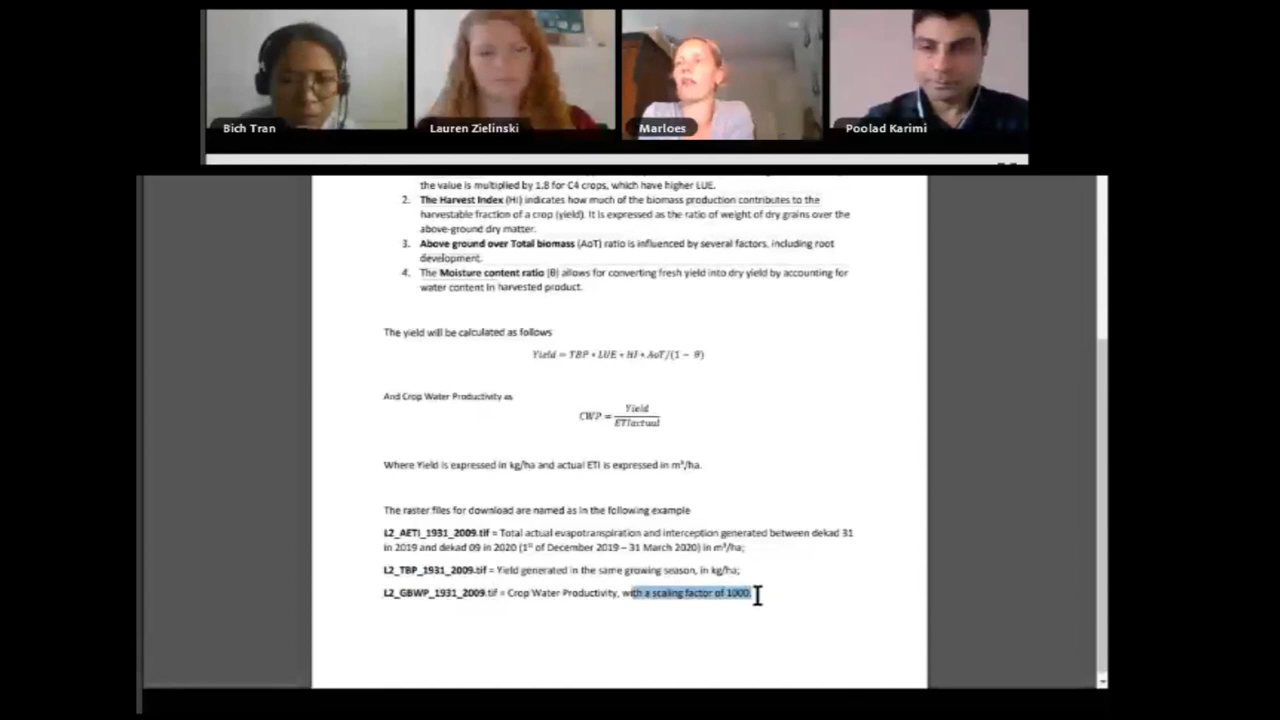 Bich Tran
Lauren Zielinski
Marloes
Poolad Karimi
the value is multiplied by 1.8 for C4 crops, which have higher LUE.
2. The Harvest Index (HI) indicates how much of the biomass production contributes to the
harvestable fraction of a crop (yield). It is expressed as the ratio of weight of dry grains over the
above-ground dry matter.
3. Above ground over Total biomass (AoT) ratio is influenced by several factors, including root
development.
4. The Moisture content ratio (θ) allows for converting fresh yield into dry yield by accounting for
water content in harvested product.
The yield will be calculated as follows
Yield = TBP * LUE * HI * AoT/(1 − θ)
And Crop Water Productivity as
CWP = Yield / ETIactual
Where Yield is expressed in kg/ha and actual ETI is expressed in m³/ha.
The raster files for download are named as in the following example
L2_AETI_1931_2009.tif = Total actual evapotranspiration and interception generated between dekad 31
in 2019 and dekad 09 in 2020 (1st of December 2019 – 31 March 2020) in m³/ha;
L2_TBP_1931_2009.tif = Yield generated in the same growing season, in kg/ha;
L2_GBWP_1931_2009.tif = Crop Water Productivity, with a scaling factor of 1000.